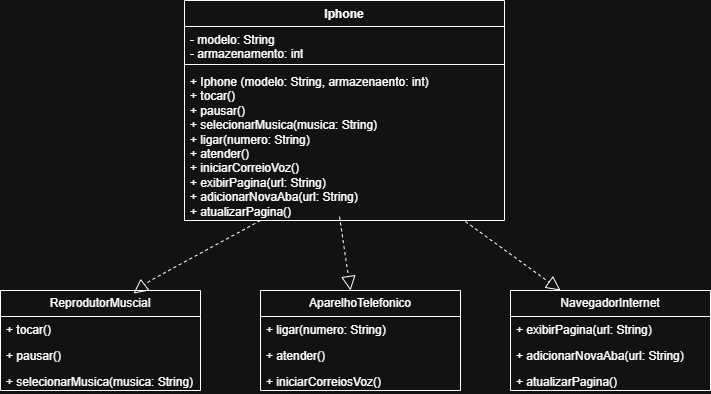 Iphone
- modelo: String
- armazenamento: int
+ Iphone (modelo: String, armazenaento: int)
+ tocar()
+ pausar()
+ selecionarMusica(musica: String)
+ ligar(numero: String)
+ atender()
+ iniciarCorreioVoz()
+ exibirPagina(url: String)
+ adicionarNovaAba(url: String)
+ atualizarPagina()
ReprodutorMuscial
+ tocar()
+ pausar()
+ selecionarMusica(musica: String)
AparelhoTelefonico
+ ligar(numero: String)
+ atender()
+ iniciarCorreiosVoz()
NavegadorInternet
+ exibirPagina(url: String)
+ adicionarNovaAba(url: String)
+ atualizarPagina()